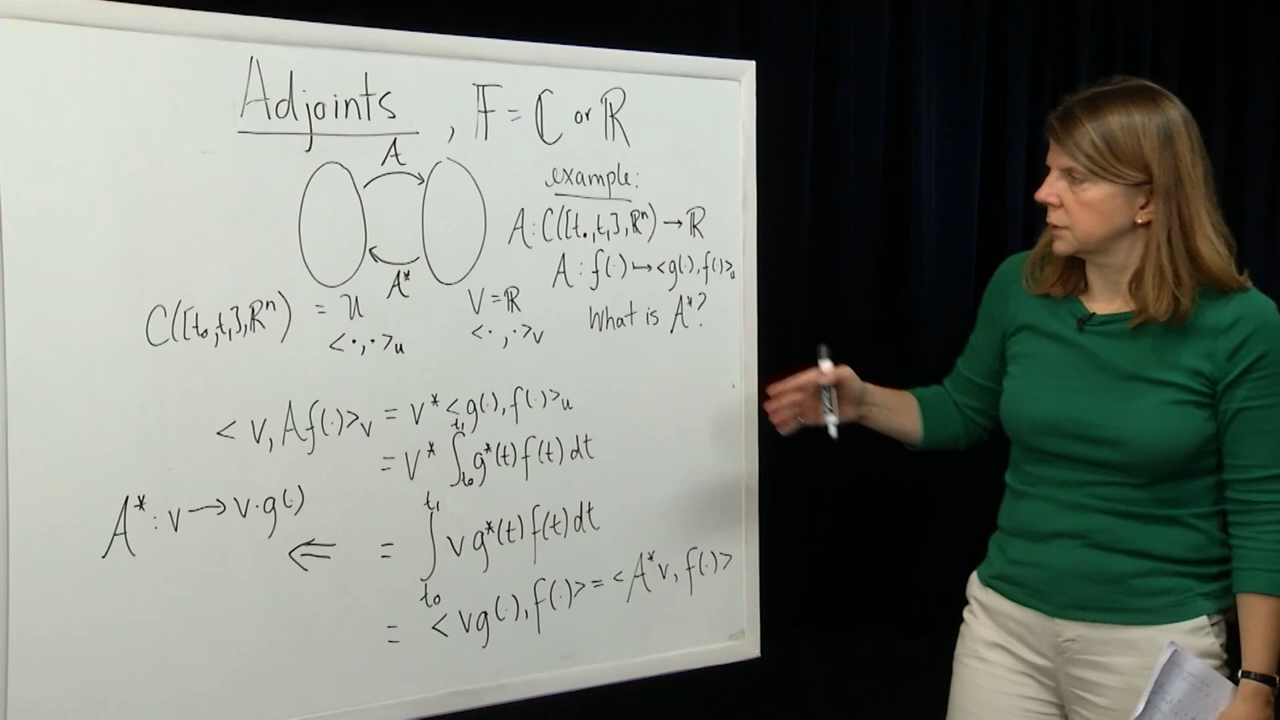 Adjoints , 𝔽 = ℂ or ℝ
A
example:
A : C([t₀,t₁],ℝⁿ) → ℝ
A : f(·) ↦ <g(·), f(·)>ᵤ
What is A*?
A*
C([t₀,t₁],ℝⁿ) = U
V = ℝ
<·,·>ᵤ
<·,·>ᵥ
<v, Af(·)>ᵥ = v* <g(·), f(·)>ᵤ
= v* ∫_{t₀}^{t₁} g*(t) f(t) dt
A* : v → v·g(·)
⇐ = ∫_{t₀}^{t₁} v g*(t) f(t) dt
= <vg(·), f(·)> = <A*v, f(·)>